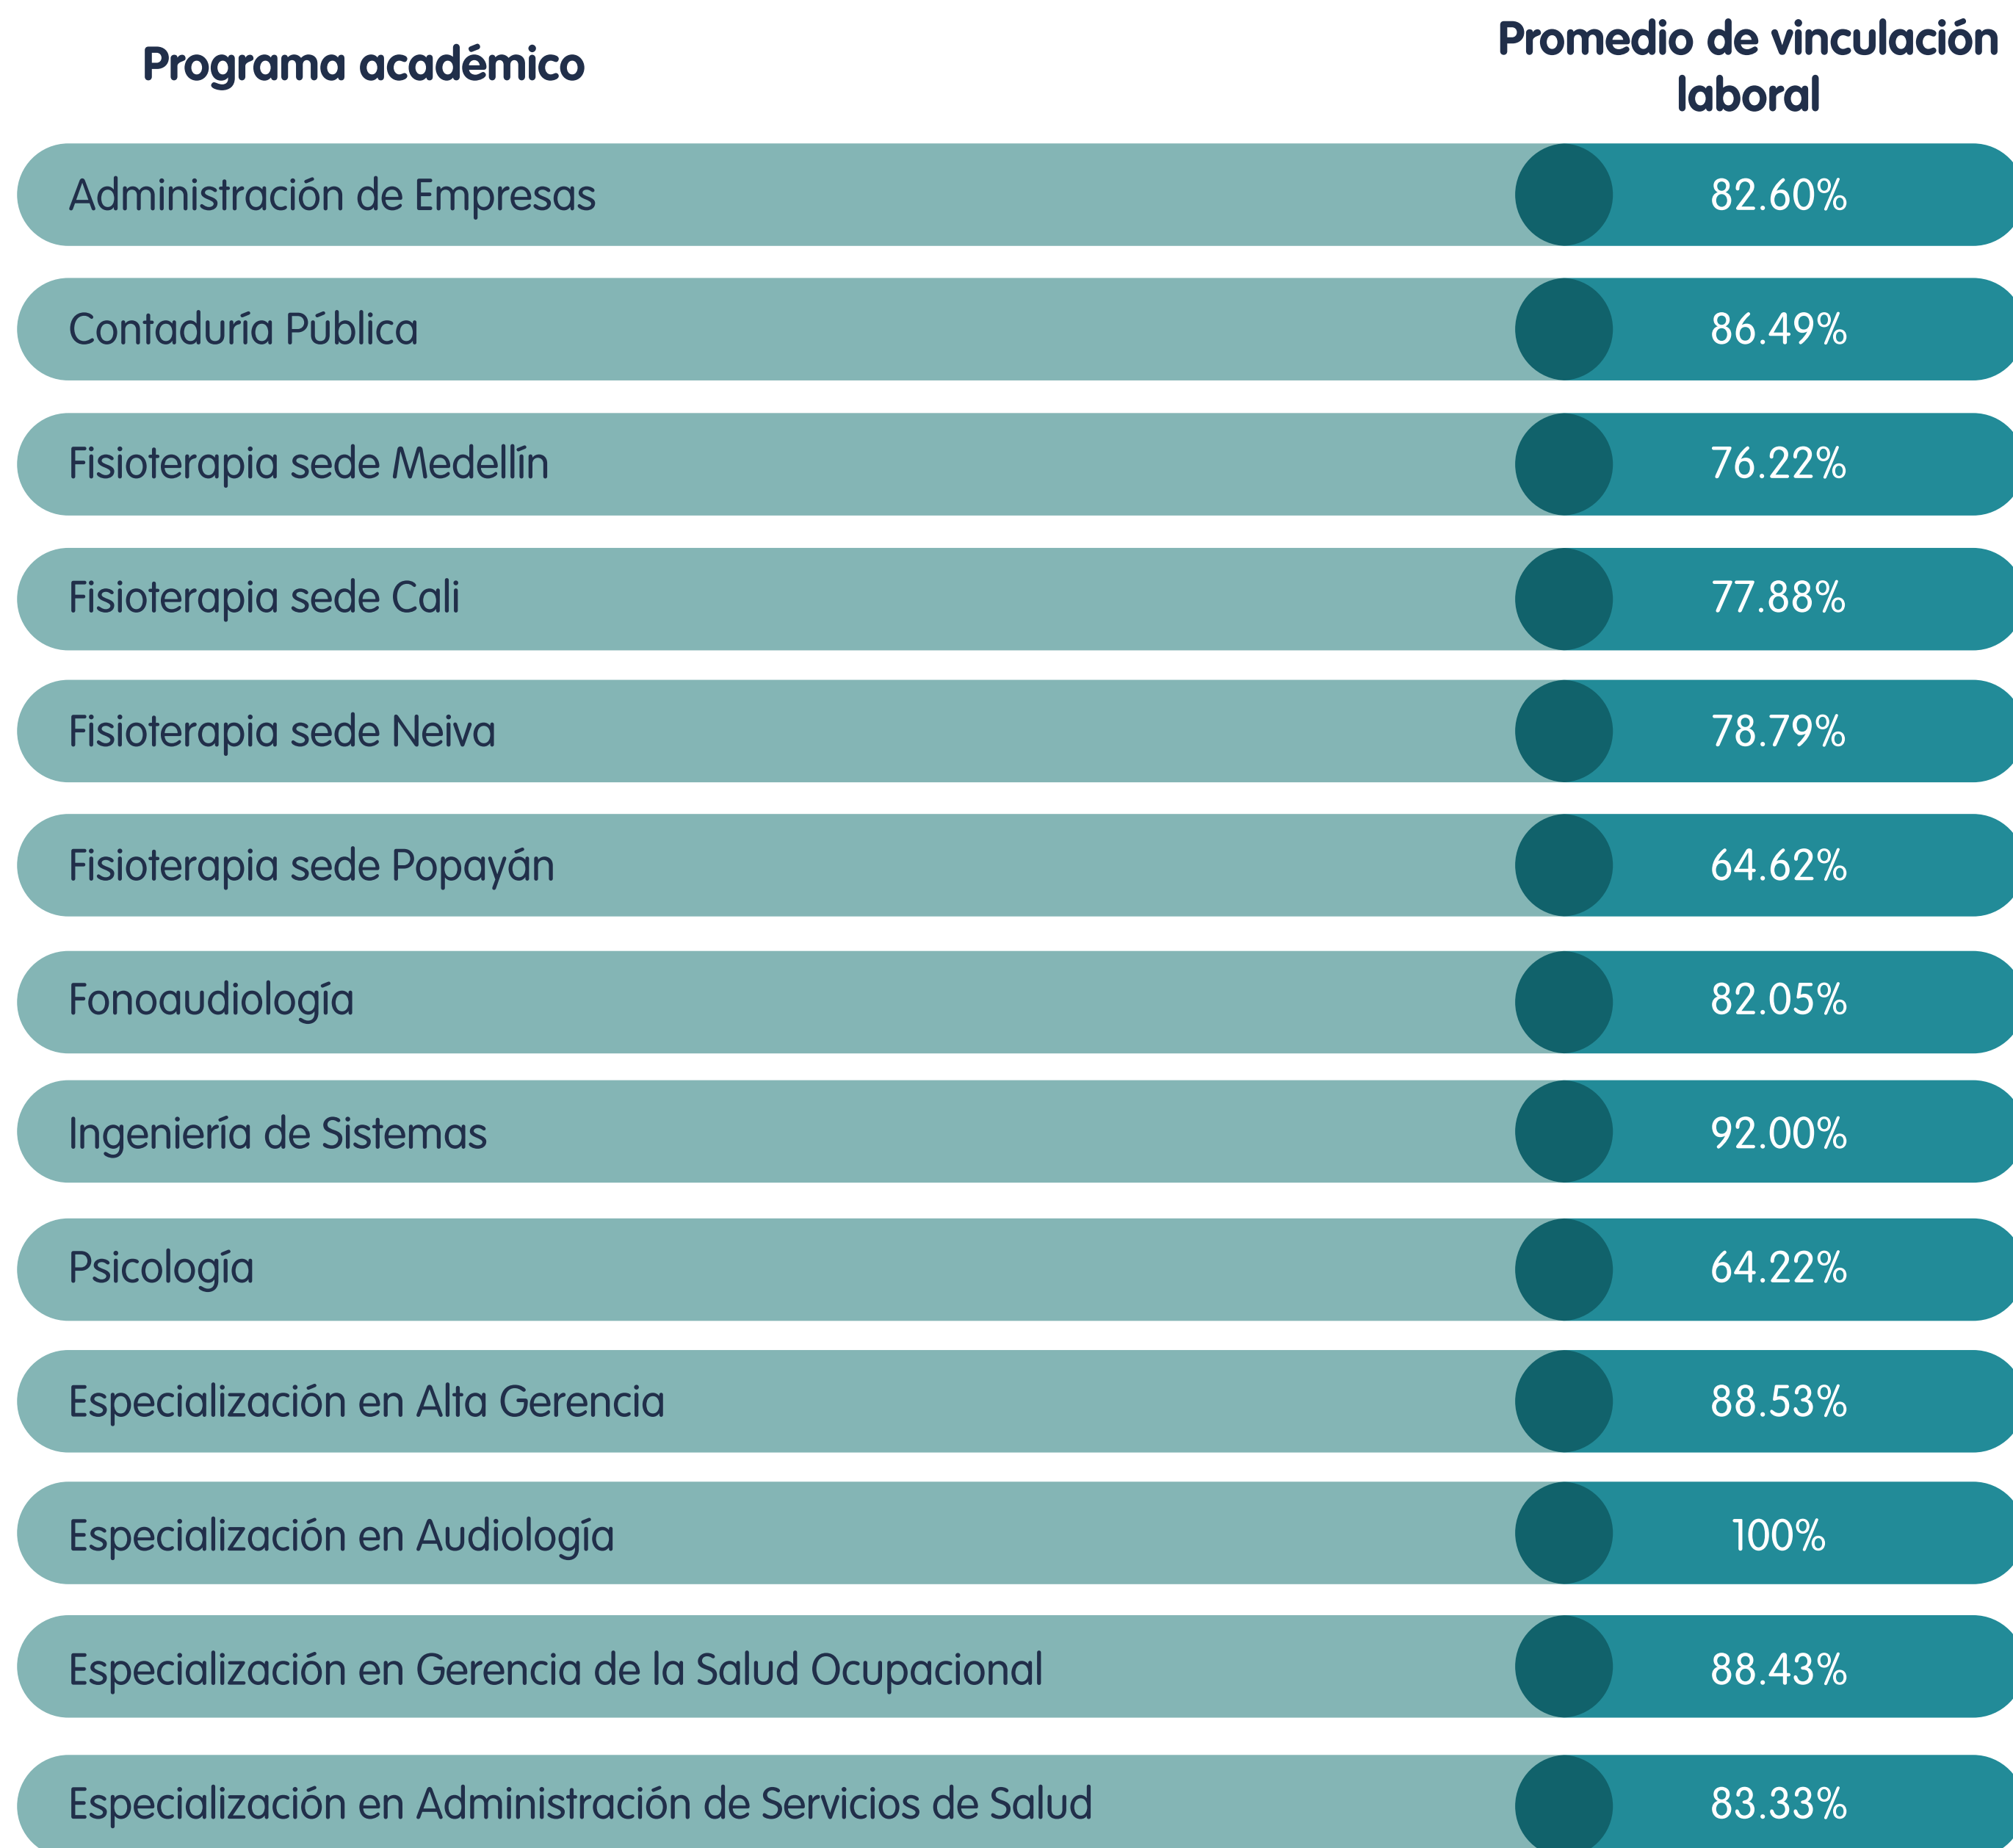 Programa académico
Promedio de vinculación
laboral
Administración de Empresas 82.60%
Contaduría Pública 86.49%
Fisioterapia sede Medellín 76.22%
Fisioterapia sede Cali 77.88%
Fisioterapia sede Neiva 78.79%
Fisioterapia sede Popayán 64.62%
Fonoaudiología 82.05%
Ingeniería de Sistemas 92.00%
Psicología 64.22%
Especialización en Alta Gerencia 88.53%
Especialización en Audiología 100%
Especialización en Gerencia de la Salud Ocupacional 88.43%
Especialización en Administración de Servicios de Salud 83.33%